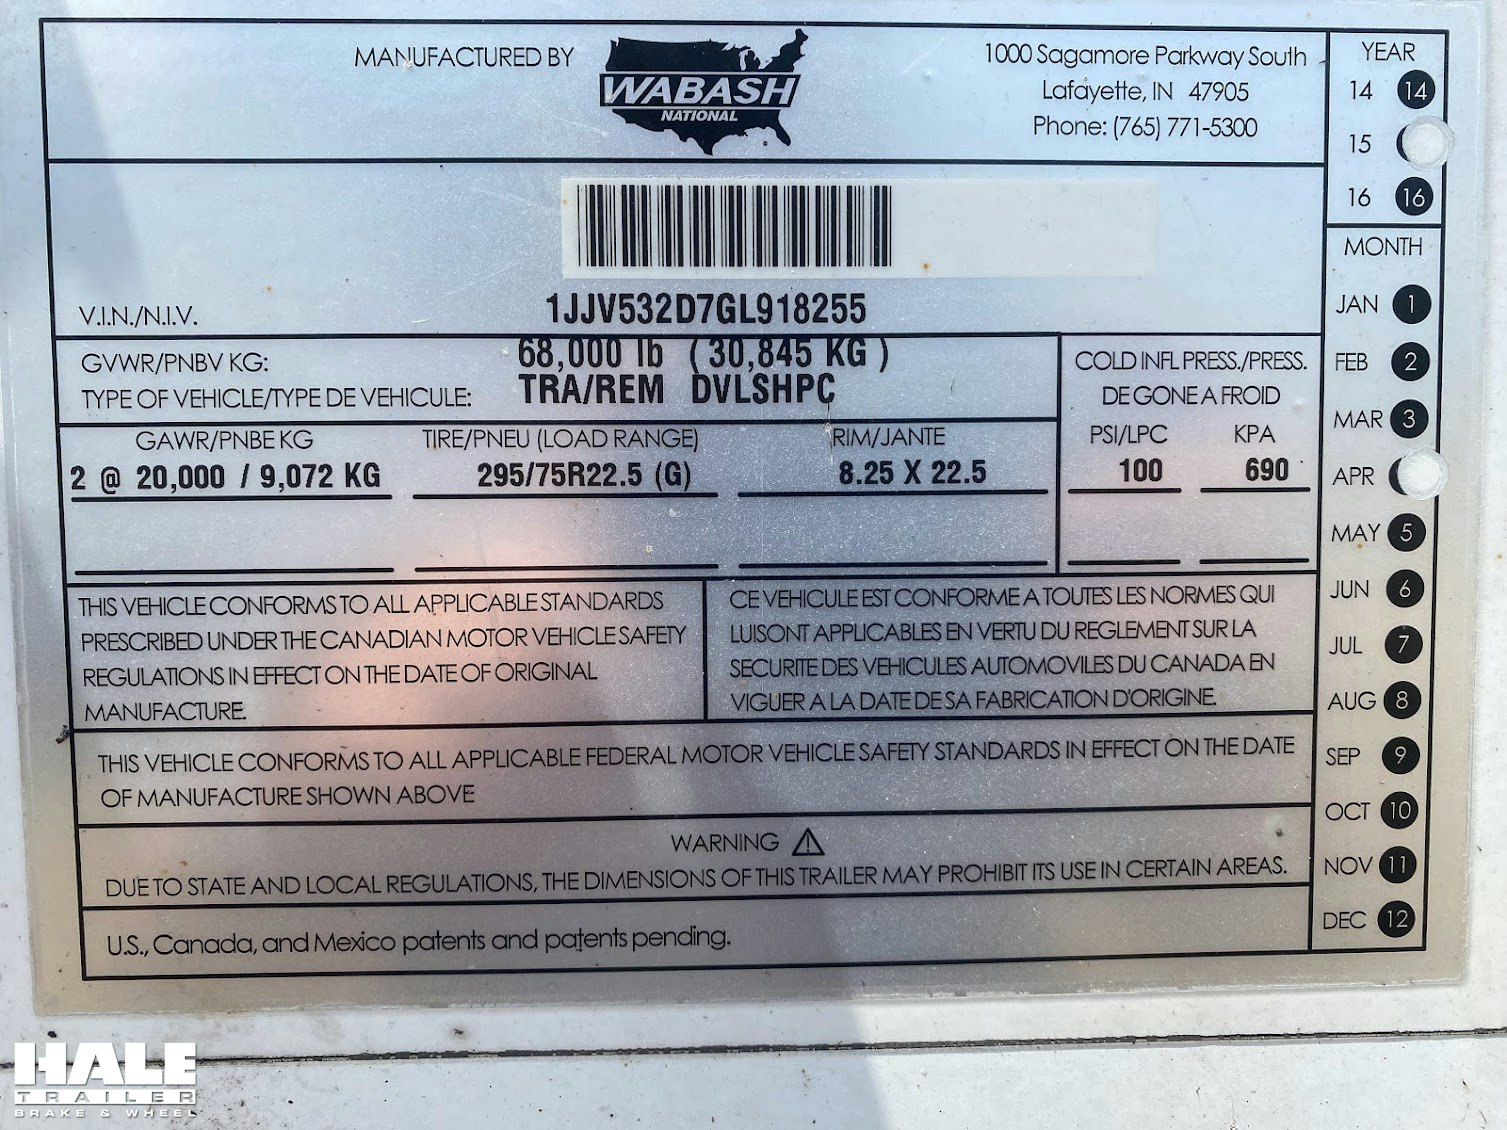 MANUFACTURED BY
WABASH
NATIONAL
1000 Sagamore Parkway South
Lafayette, IN 47905
Phone: (765) 771-5300
V.I.N./N.I.V. 1JJV532D7GL918255
GVWR/PNBV KG: 68,000 lb (30,845 KG)
TYPE OF VEHICLE/TYPE DE VEHICULE: TRA/REM DVLSHPC
COLD INFL PRESS./PRESS.
DE GONE A FROID
GAWR/PNBE KG TIRE/PNEU (LOAD RANGE) RIM/JANTE PSI/LPC KPA
2 @ 20,000 / 9,072 KG 295/75R22.5 (G) 8.25 X 22.5 100 690
THIS VEHICLE CONFORMS TO ALL APPLICABLE STANDARDS
PRESCRIBED UNDER THE CANADIAN MOTOR VEHICLE SAFETY
REGULATIONS IN EFFECT ON THE DATE OF ORIGINAL
MANUFACTURE.
CE VEHICULE EST CONFORME A TOUTES LES NORMES QUI
LUISONT APPLICABLES EN VERTU DU REGLEMENT SUR LA
SECURITE DES VEHICULES AUTOMOVILES DU CANADA EN
VIGUER A LA DATE DE SA FABRICATION D'ORIGINE.
THIS VEHICLE CONFORMS TO ALL APPLICABLE FEDERAL MOTOR VEHICLE SAFETY STANDARDS IN EFFECT ON THE DATE
OF MANUFACTURE SHOWN ABOVE
WARNING
DUE TO STATE AND LOCAL REGULATIONS, THE DIMENSIONS OF THIS TRAILER MAY PROHIBIT ITS USE IN CERTAIN AREAS.
U.S., Canada, and Mexico patents and patents pending.
YEAR
14 14
15
16 16
MONTH
JAN 1
FEB 2
MAR 3
APR
MAY 5
JUN 6
JUL 7
AUG 8
SEP 9
OCT 10
NOV 11
DEC 12
HALE
TRAILER
BRAKE & WHEEL